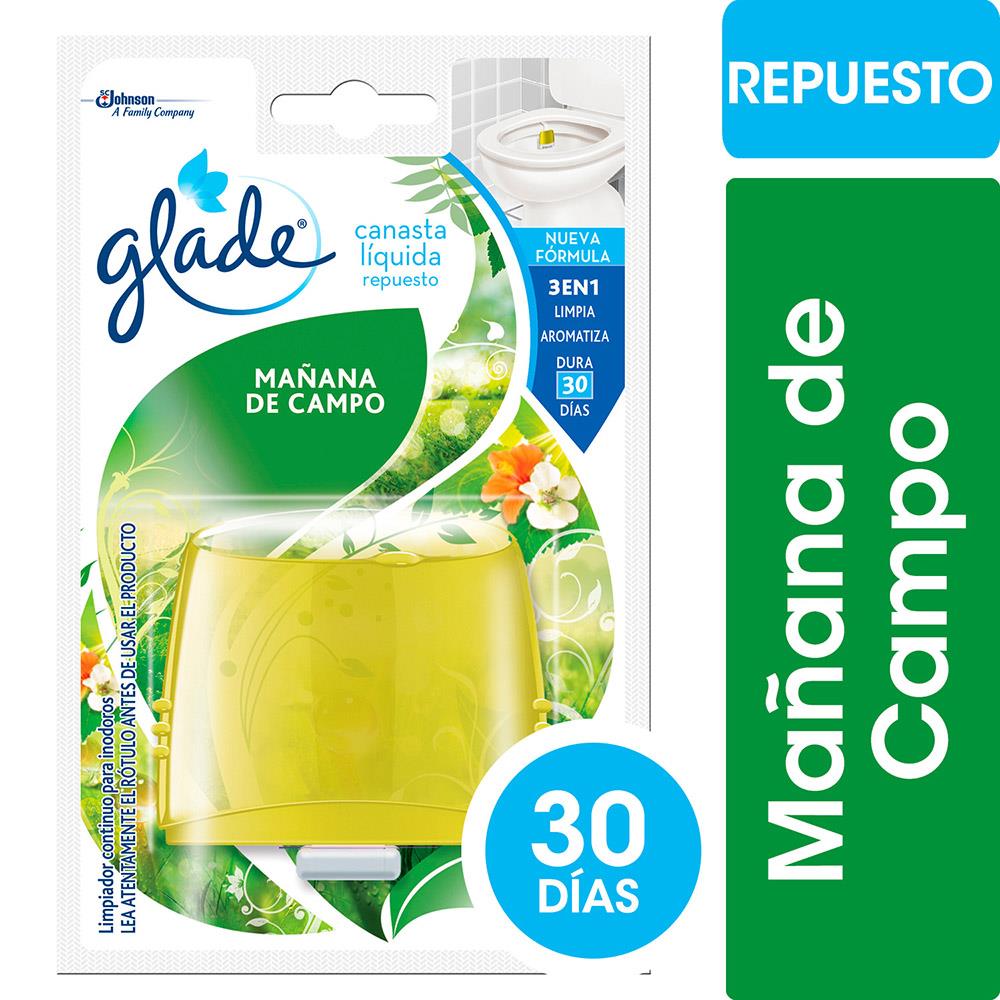 SC Johnson
A Family Company
glade®
canasta
líquida
repuesto
NUEVA
FÓRMULA
3EN1
LIMPIA
AROMATIZA
DURA
30
DÍAS
MAÑANA
DE CAMPO
Limpiador continuo para inodoros
LEA ATENTAMENTE EL RÓTULO ANTES DE USAR EL PRODUCTO
30
DÍAS
REPUESTO
Mañana de
Campo